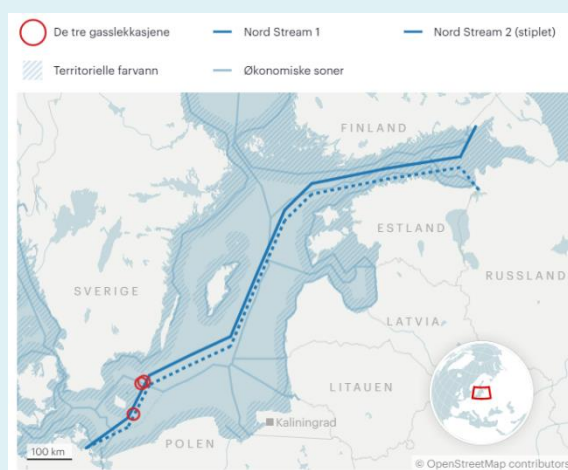 De tre gasslekkasjene
Nord Stream 1
Nord Stream 2 (stiplet)
Territorielle farvann
Økonomiske soner
FINLAND
ESTLAND
RUSSLAND
SVERIGE
LATVIA
LITAUEN
Kaliningrad
POLEN
100 km
© OpenStreetMap contributors